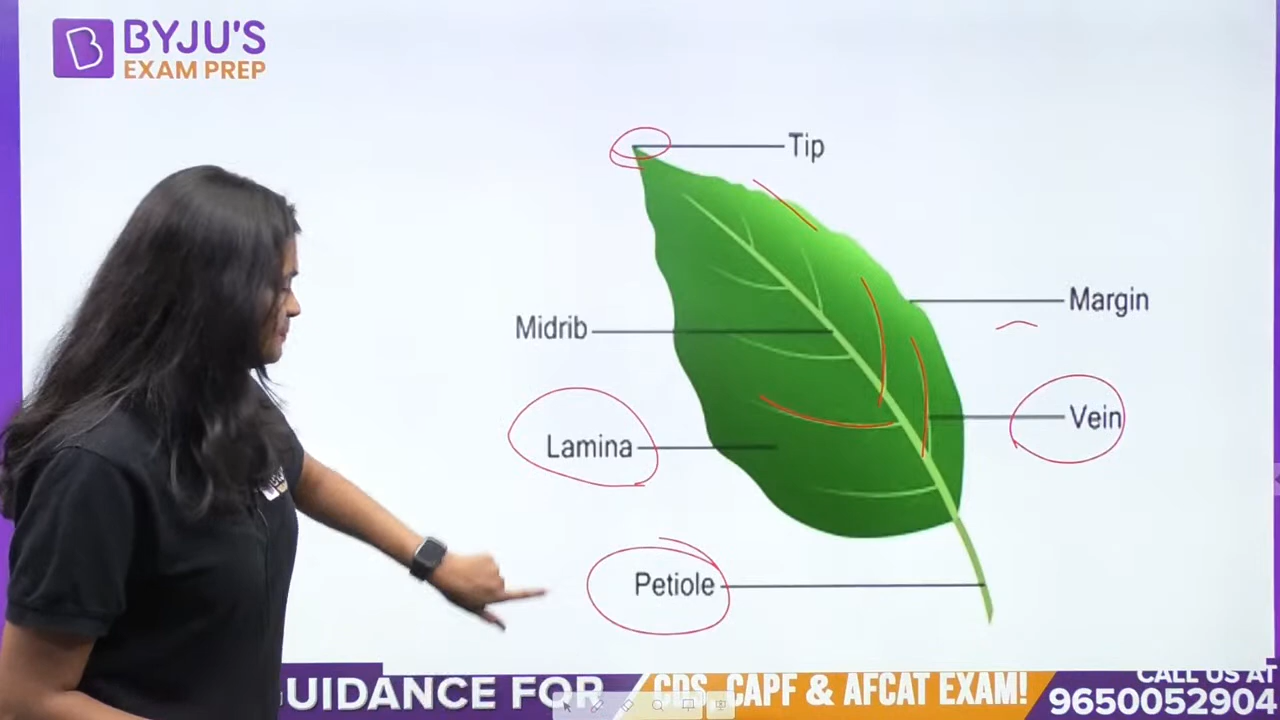 BYJU'S
EXAM PREP
Tip
Margin
Midrib
Vein
Lamina
Petiole
UIDANCE FOR
CDS, CAPF & AFCAT EXAM!
CALL US AT
9650052904